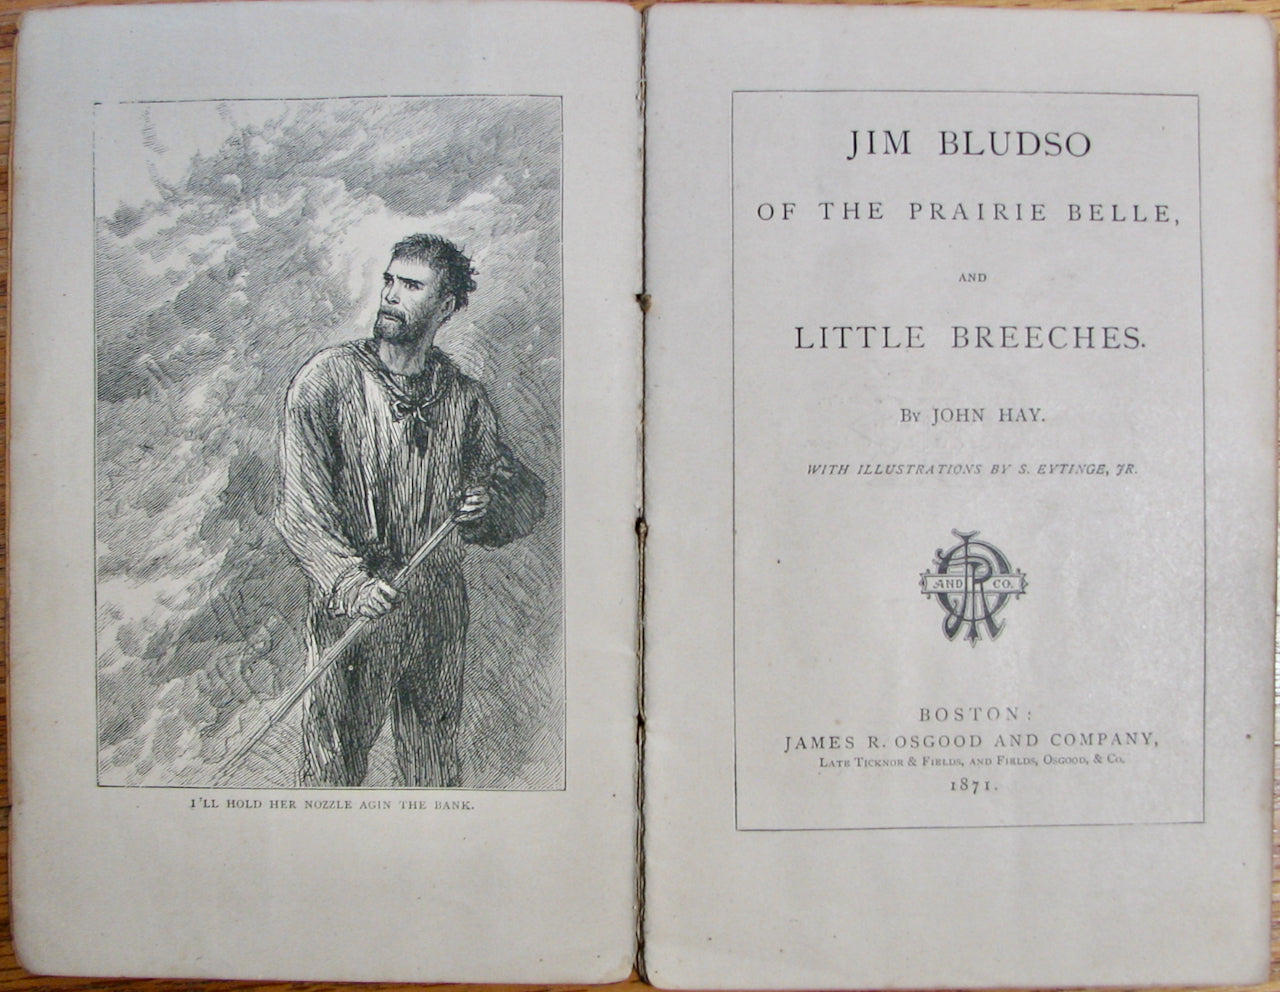 I'LL HOLD HER NOZZLE AGIN THE BANK.
JIM BLUDSO
OF THE PRAIRIE BELLE,
AND
LITTLE BREECHES.
By JOHN HAY.
WITH ILLUSTRATIONS BY S. EYTINGE, JR.
AND CO.
BOSTON:
JAMES R. OSGOOD AND COMPANY,
Late Ticknor & Fields, and Fields, Osgood, & Co.
1871.